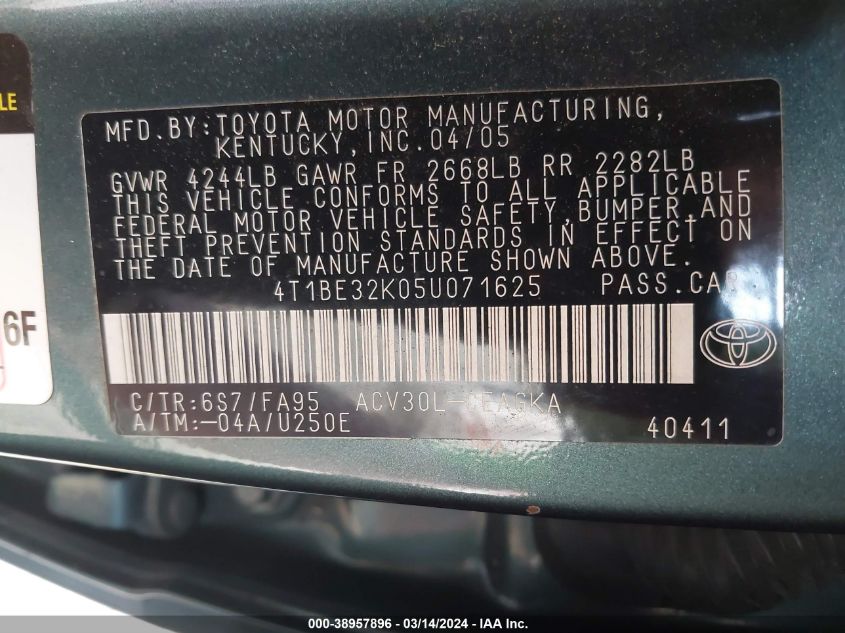 LE
6F
MFD.BY:TOYOTA MOTOR MANUFACTURING,
KENTUCKY,INC.04/05
GVWR 4244LB GAWR FR 2668LB RR 2282LB
THIS VEHICLE CONFORMS TO ALL APPLICABLE
FEDERAL MOTOR VEHICLE SAFETY,BUMPER,AND
THEFT PREVENTION STANDARDS IN EFFECT ON
THE DATE OF MANUFACTURE SHOWN ABOVE.
4T1BE32K05U071625 PASS.CAR
C/TR:6S7/FA95 ACV30L-CEAGKA
A/TM:-04A/U250E 40411
000-38957896 - 03/14/2024 - IAA Inc.